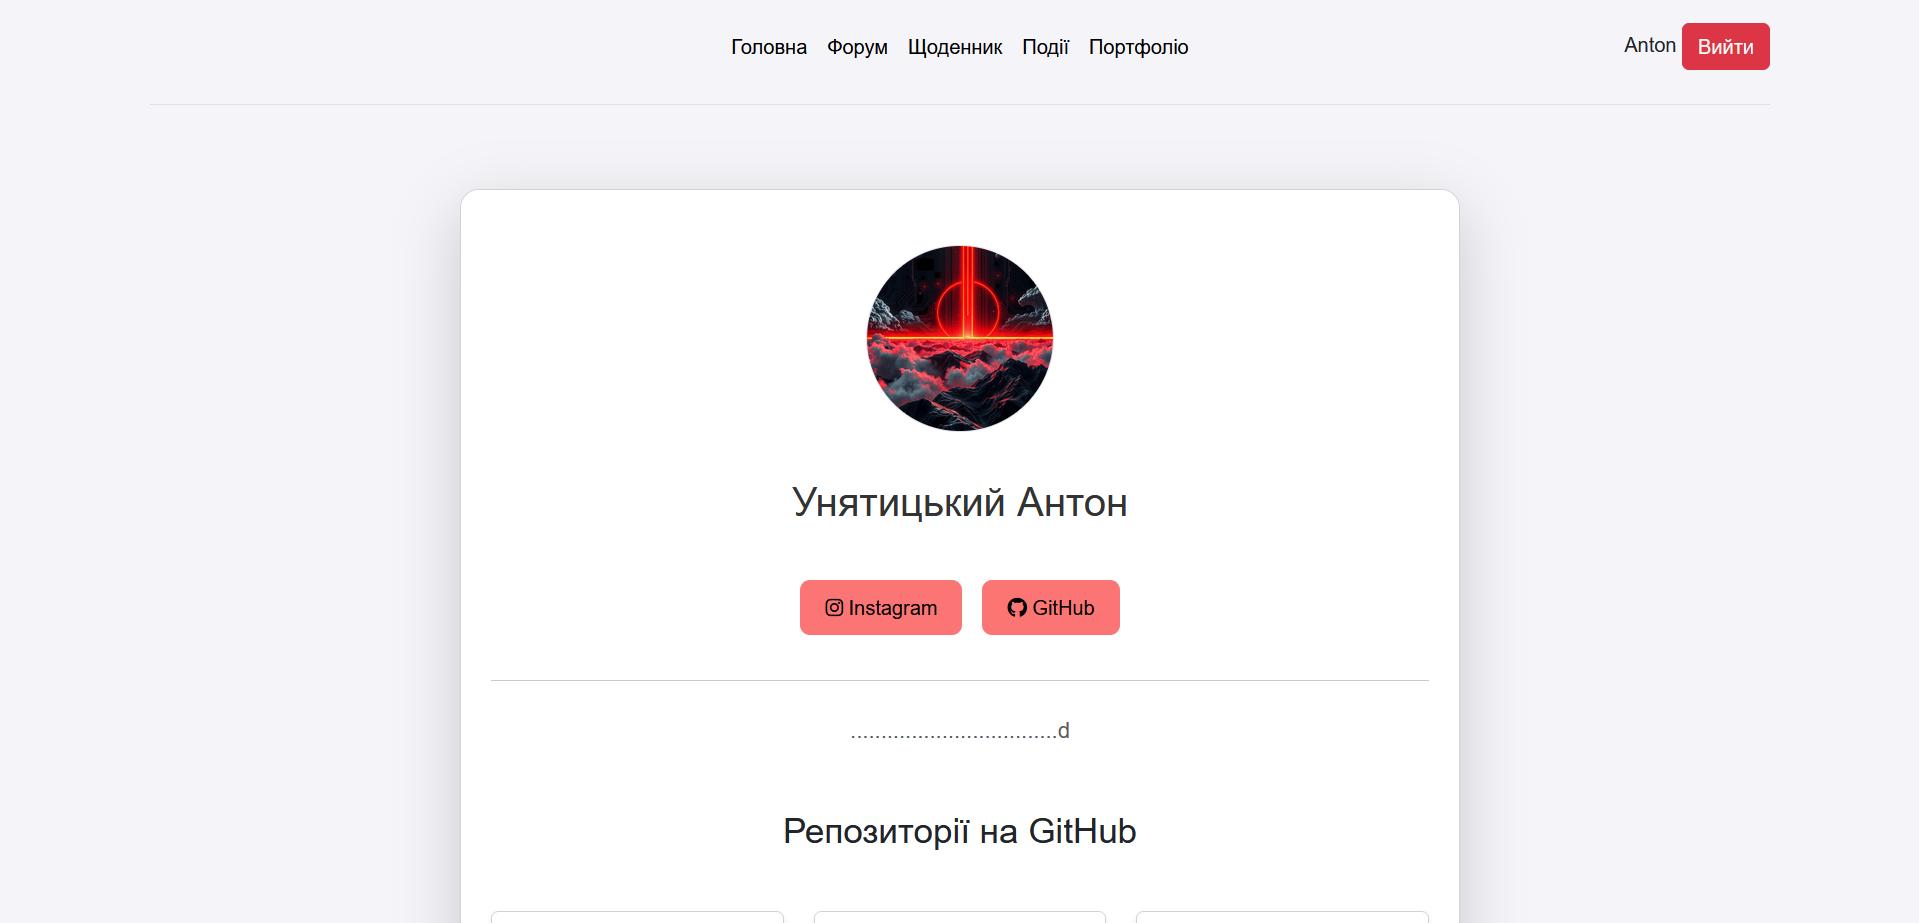 Головна Форум Щоденник Події Портфоліо Anton Вийти
Унятицький Антон
Instagram GitHub
..................................d
Репозиторії на GitHub